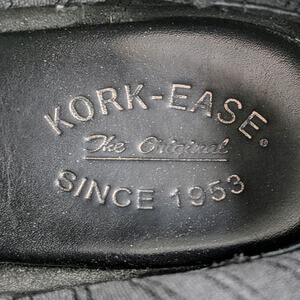 KORK-EASE®
The Original
SINCE 1953